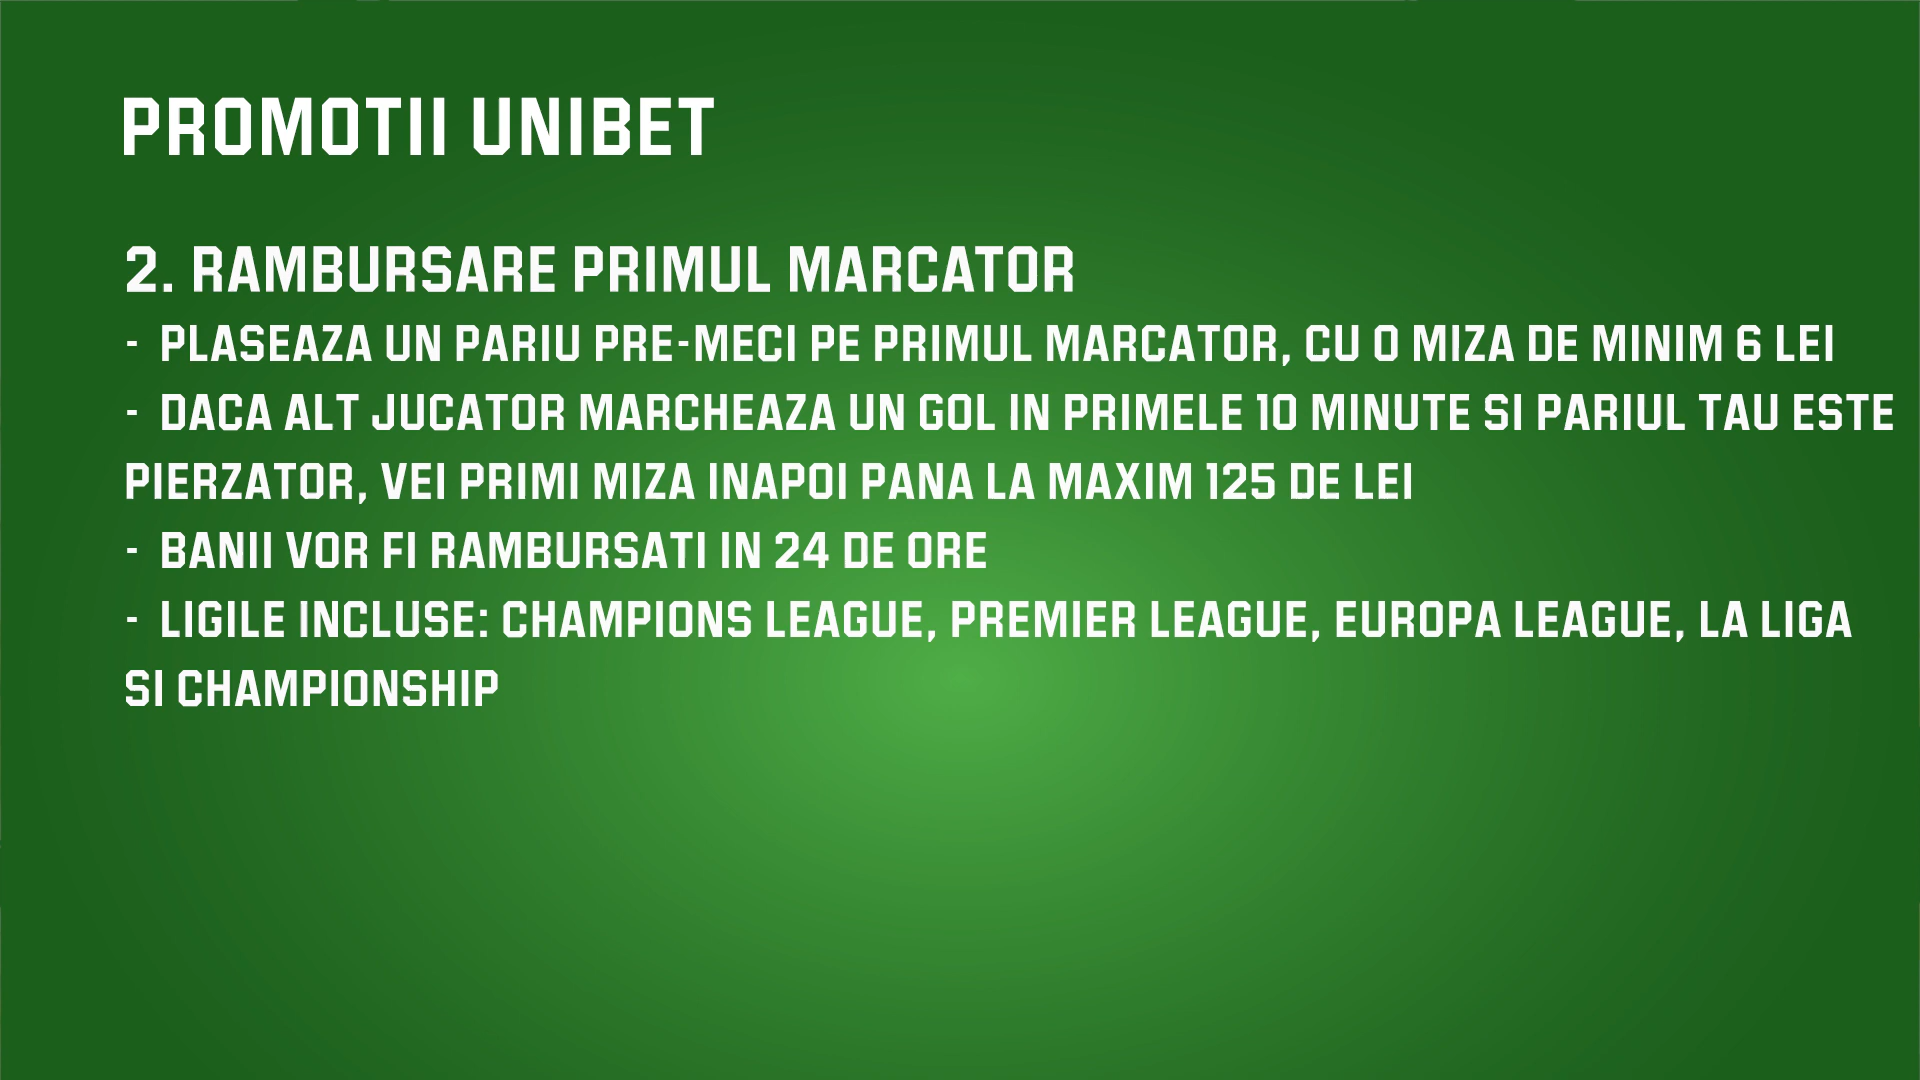 PROMOTII UNIBET
2. RAMBURSARE PRIMUL MARCATOR
- PLASEAZA UN PARIU PRE-MECI PE PRIMUL MARCATOR, CU O MIZA DE MINIM 6 LEI
- DACA ALT JUCATOR MARCHEAZA UN GOL IN PRIMELE 10 MINUTE SI PARIUL TAU ESTE
PIERZATOR, VEI PRIMI MIZA INAPOI PANA LA MAXIM 125 DE LEI
- BANII VOR FI RAMBURSATI IN 24 DE ORE
- LIGILE INCLUSE: CHAMPIONS LEAGUE, PREMIER LEAGUE, EUROPA LEAGUE, LA LIGA
SI CHAMPIONSHIP